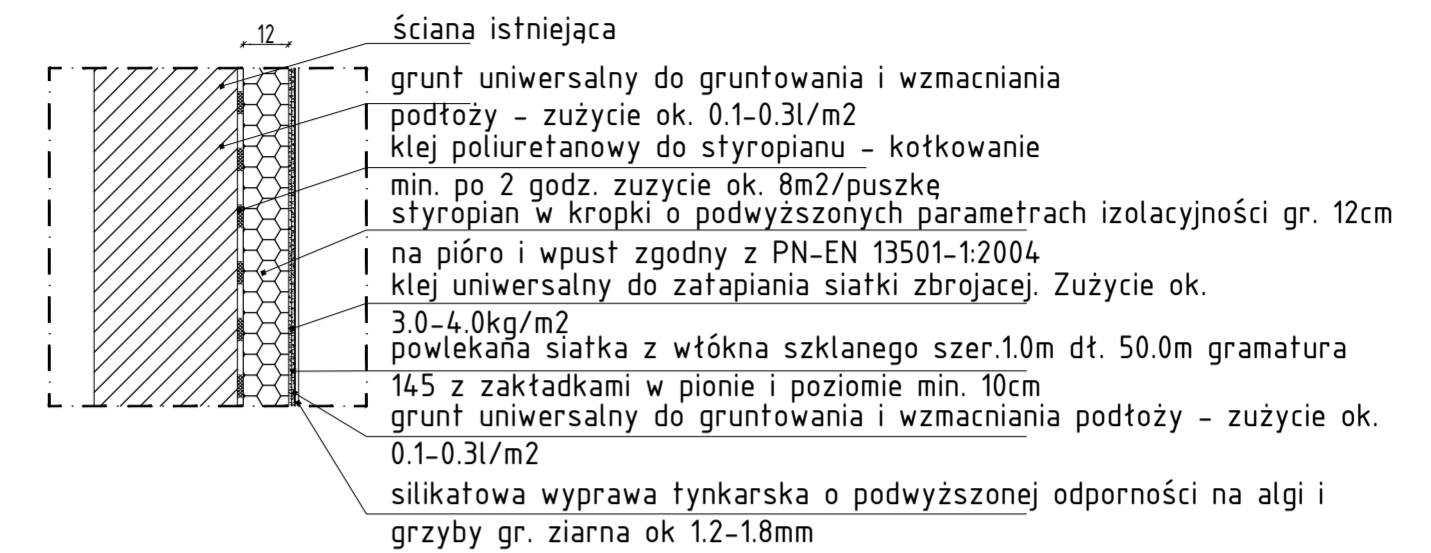 12
ściana istniejąca
grunt uniwersalny do gruntowania i wzmacniania
podłoży - zużycie ok. 0.1-0.3l/m2
klej poliuretanowy do styropianu - kołkowanie
min. po 2 godz. zuzycie ok. 8m2/puszkę
styropian w kropki o podwyższonych parametrach izolacyjności gr. 12cm
na pióro i wpust zgodny z PN-EN 13501-1:2004
klej uniwersalny do zatapiania siatki zbrojacej. Zużycie ok.
3.0-4.0kg/m2
powlekana siatka z włókna szklanego szer.1.0m dł. 50.0m gramatura
145 z zakładkami w pionie i poziomie min. 10cm
grunt uniwersalny do gruntowania i wzmacniania podłoży - zużycie ok.
0.1-0.3l/m2
silikatowa wyprawa tynkarska o podwyższonej odporności na algi i
grzyby gr. ziarna ok 1.2-1.8mm